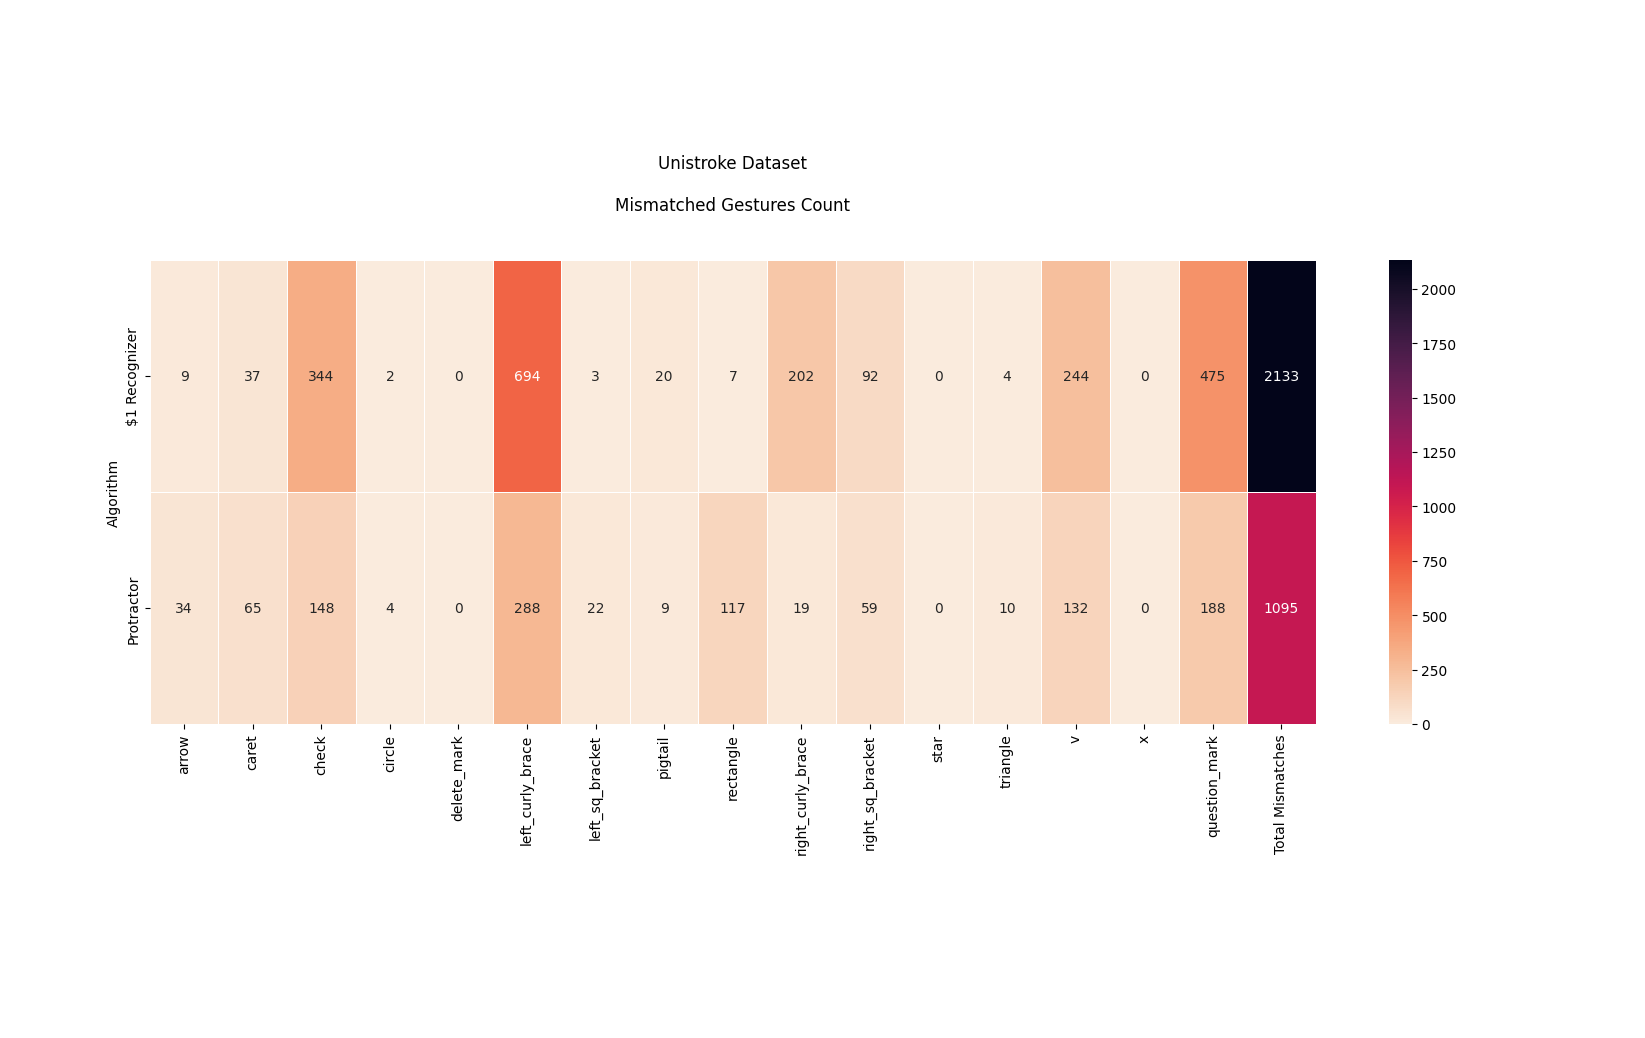 Unistroke Dataset
Mismatched Gestures Count
Algorithm
$1 Recognizer
9 37 344 2 0 694 3 20 7 202 92 0 4 244 0 475 2133
Protractor
34 65 148 4 0 288 22 9 117 19 59 0 10 132 0 188 1095
arrow
caret
check
circle
delete_mark
left_curly_brace
left_sq_bracket
pigtail
rectangle
right_curly_brace
right_sq_bracket
star
triangle
v
x
question_mark
Total Mismatches
2000
1750
1500
1250
1000
750
500
250
0